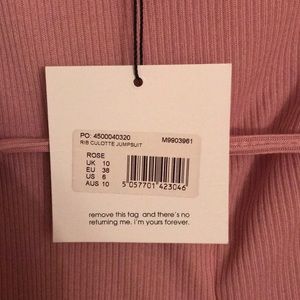 PO: 4500040320 M9903961
RIB CULOTTE JUMPSUIT
ROSE
UK 10
EU 38
US 6
AUS 10
5 057701 423046
remove this tag and there's no
returning me. i'm yours forever.